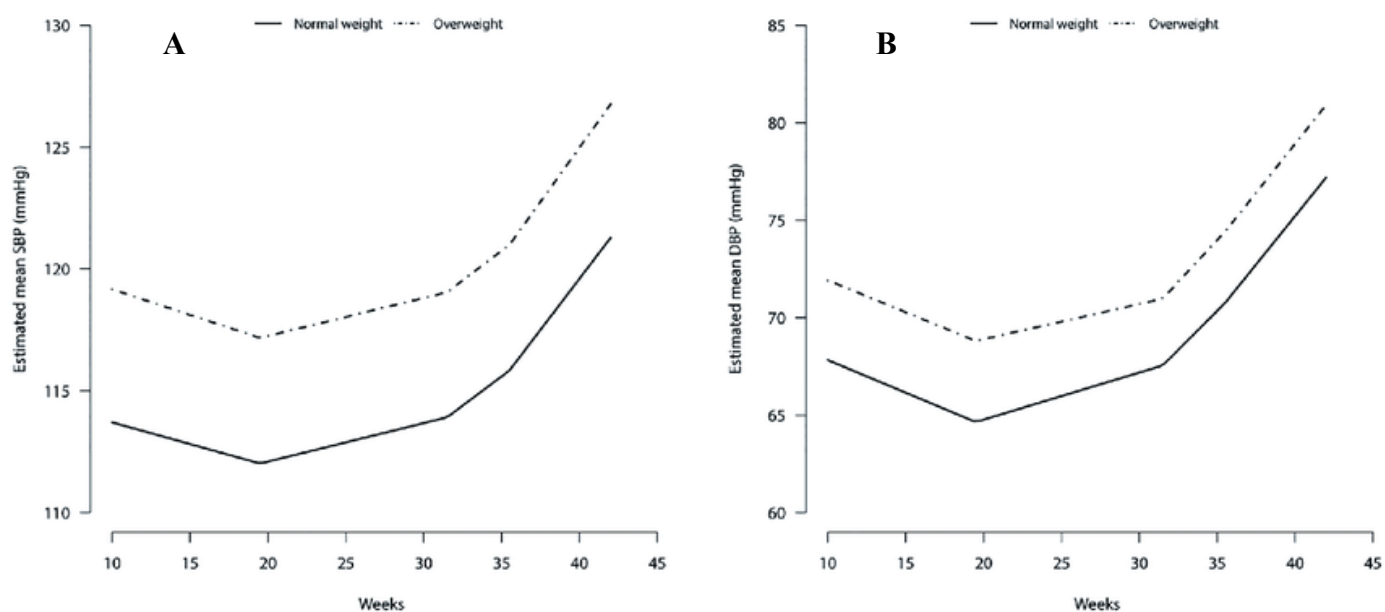 Normal weight Overweight
A
130
125
120
115
110
Estimated mean SBP (mmHg)
10 15 20 25 30 35 40 45
Weeks
Normal weight Overweight
B
85
80
75
70
65
60
Estimated mean DBP (mmHg)
10 15 20 25 30 35 40 45
Weeks